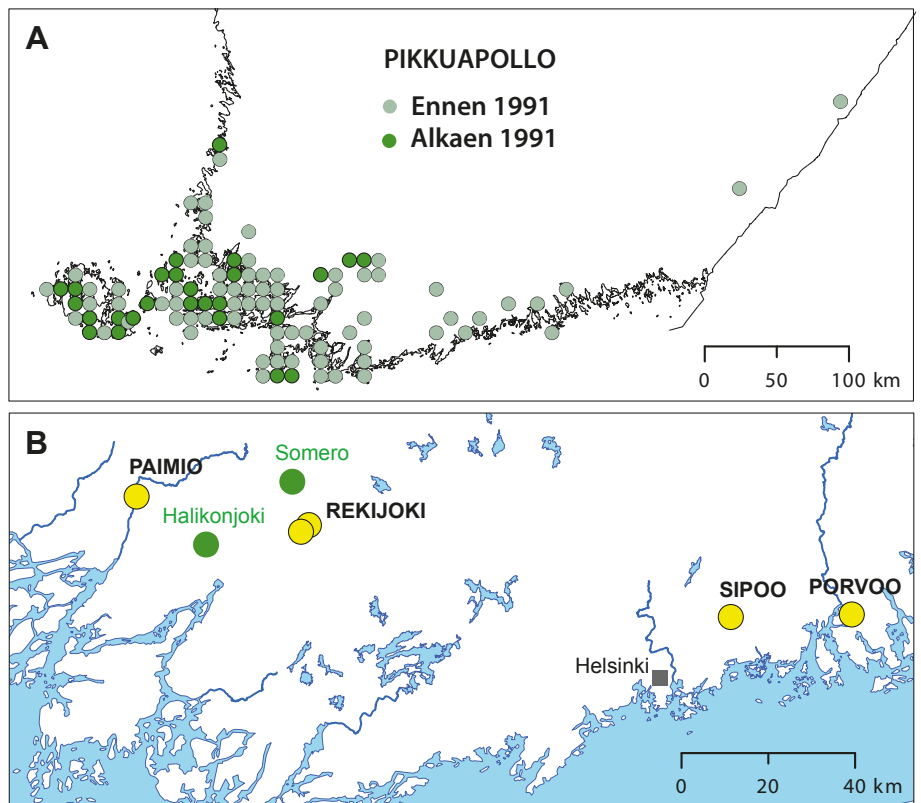 A
PIKKUAPOLLO
Ennen 1991
Alkaen 1991
0 50 100 km
B
Somero
PAIMIO
REKIJOKI
Halikonjoki
SIPOO
PORVOO
Helsinki
0 20 40 km